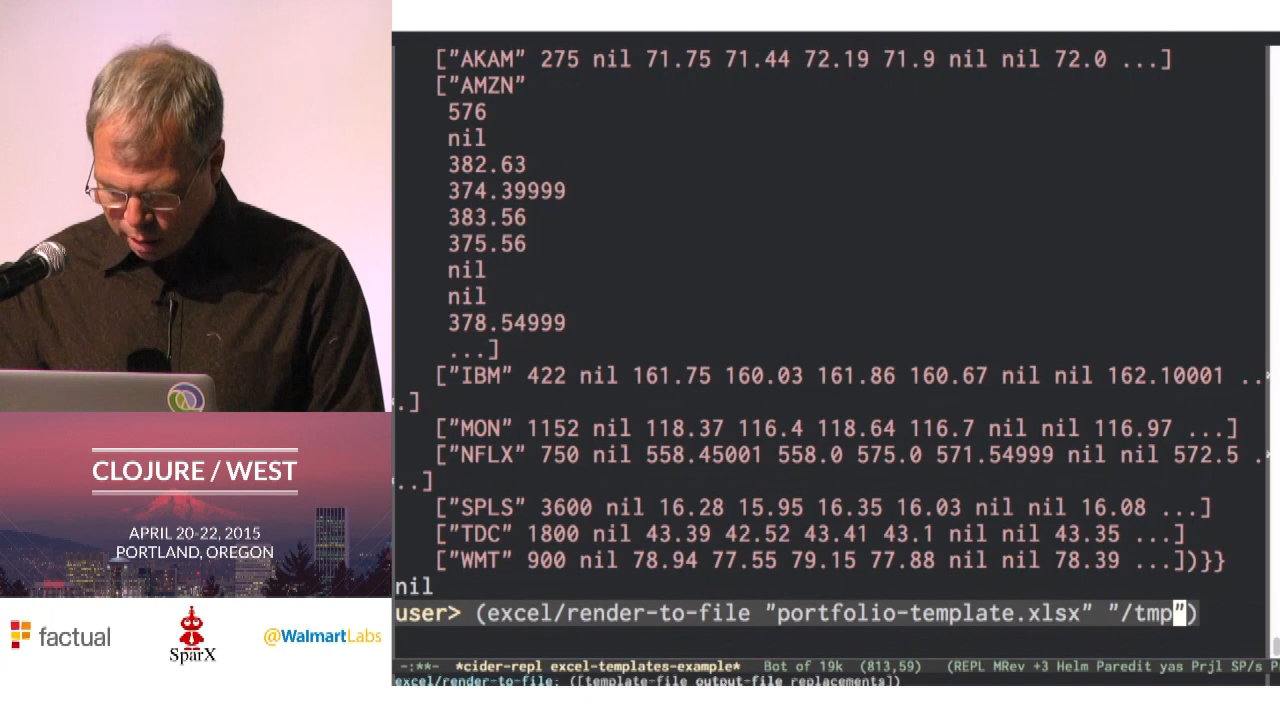 ["AKAM" 275 nil 71.75 71.44 72.19 71.9 nil nil 72.0 ...]
["AMZN"
576
nil
382.63
374.39999
383.56
375.56
nil
nil
378.54999
...]
["IBM" 422 nil 161.75 160.03 161.86 160.67 nil nil 162.10001 ..
.]
["MON" 1152 nil 118.37 116.4 118.64 116.7 nil nil 116.97 ...]
["NFLX" 750 nil 558.45001 558.0 575.0 571.54999 nil nil 572.5 .
..]
["SPLS" 3600 nil 16.28 15.95 16.35 16.03 nil nil 16.08 ...]
["TDC" 1800 nil 43.39 42.52 43.41 43.1 nil nil 43.35 ...]
["WMT" 900 nil 78.94 77.55 79.15 77.88 nil nil 78.39 ...])}}
nil
user> (excel/render-to-file "portfolio-template.xlsx" "/tmp")
-:**- *cider-repl excel-templates-example* Bot of 19k (813,59) (REPL MRev +3 Helm Paredit yas Prjl SP/s P
excel/render-to-file: ([template-file output-file replacements])
CLOJURE / WEST
APRIL 20-22, 2015
PORTLAND, OREGON
factual
SparX
@WalmartLabs